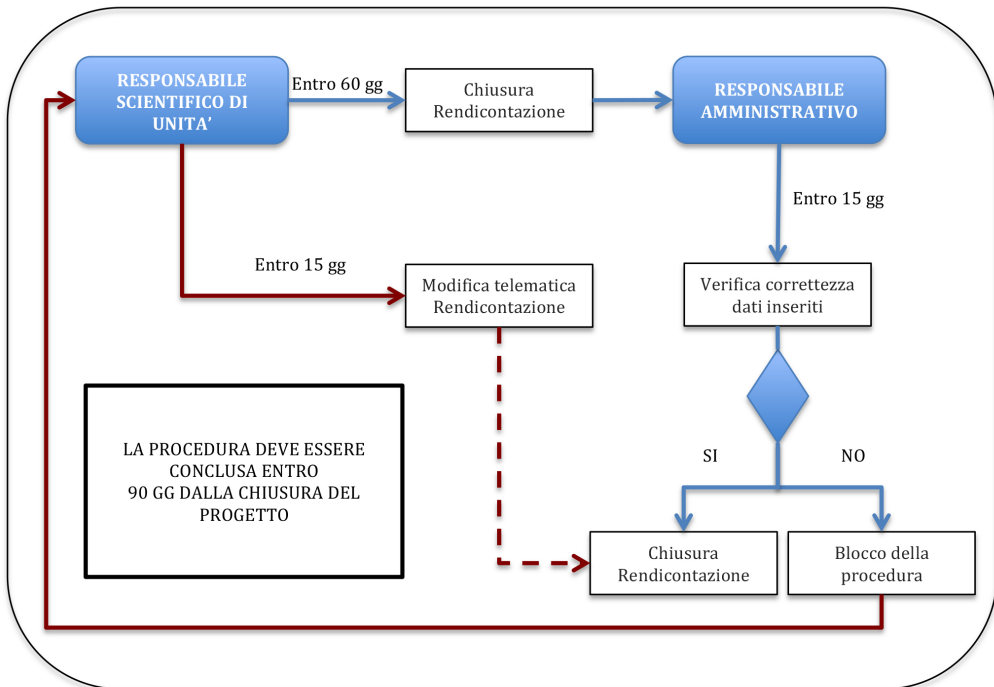 RESPONSABILE
SCIENTIFICO DI
UNITA’
Entro 60 gg
Chiusura
Rendicontazione
RESPONSABILE
AMMINISTRATIVO
Entro 15 gg
Entro 15 gg
Modifica telematica
Rendicontazione
Verifica correttezza
dati inseriti
LA PROCEDURA DEVE ESSERE
CONCLUSA ENTRO
90 GG DALLA CHIUSURA DEL
PROGETTO
SI
NO
Chiusura
Rendicontazione
Blocco della
procedura